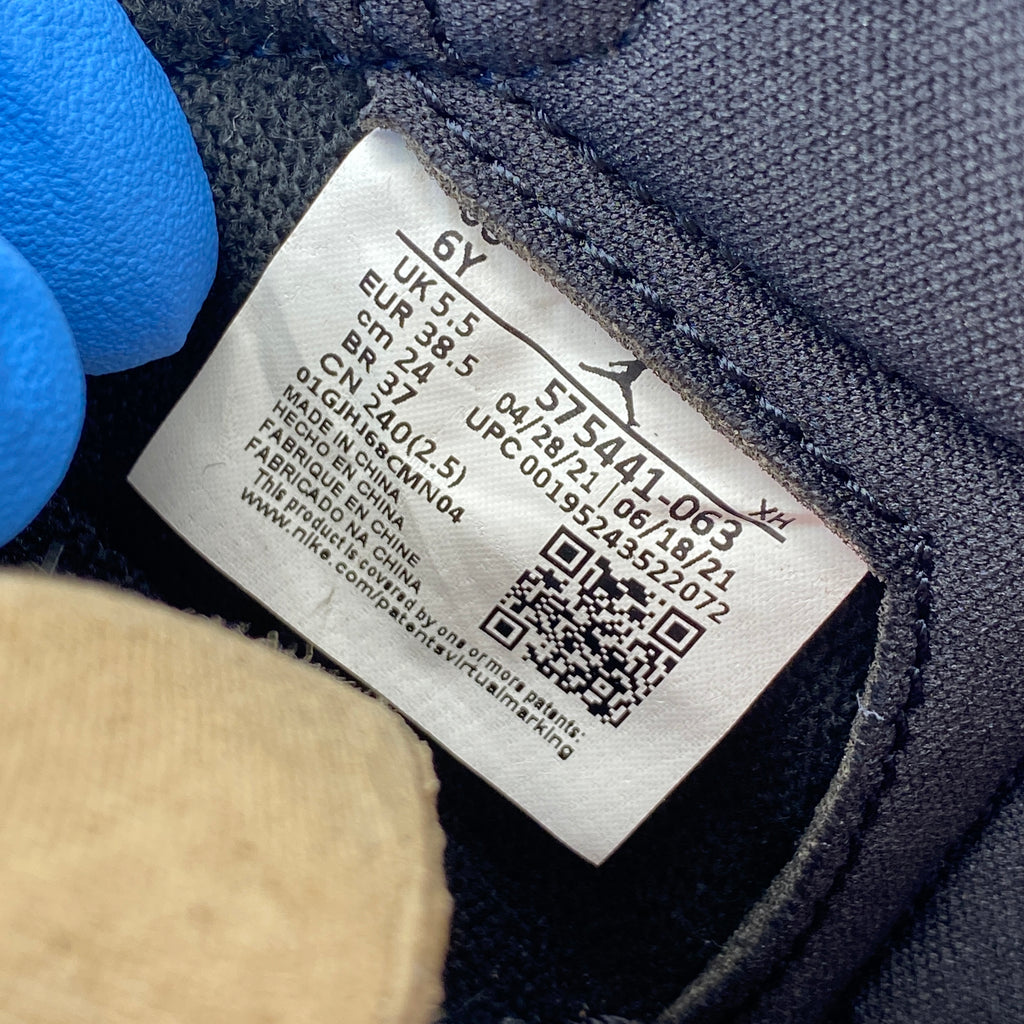 6Y
UK 5.5
EUR 38.5
cm 24
BR 37
CN 240(2.5)
01GJHJ68CMN04
MADE IN CHINA
HECHO EN CHINA
FABRIQUE EN CHINE
FABRICADO NA CHINA
This product is covered by one or more patents:
www.nike.com/patentsvirtualmarking
XH
575441-063
04/28/21 | 06/18/21
UPC 00195243522072